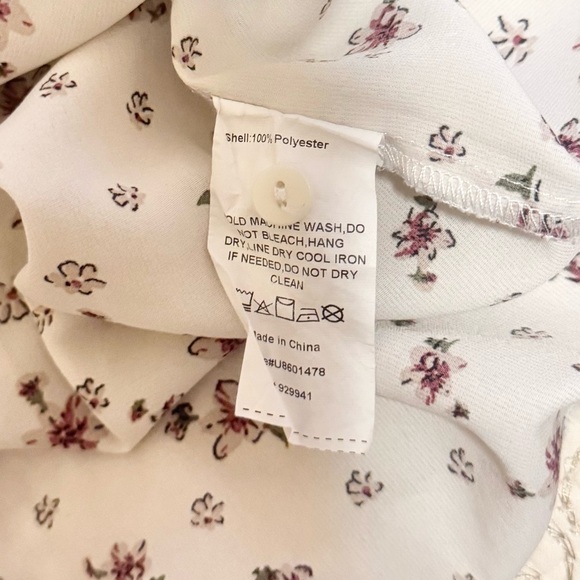 Shell:100% Polyester
OLD MACHINE WASH,DO
NOT BLEACH,HANG
DRY,LINE DRY COOL IRON
IF NEEDED,DO NOT DRY
CLEAN
Made in China
e#U8601478
929941